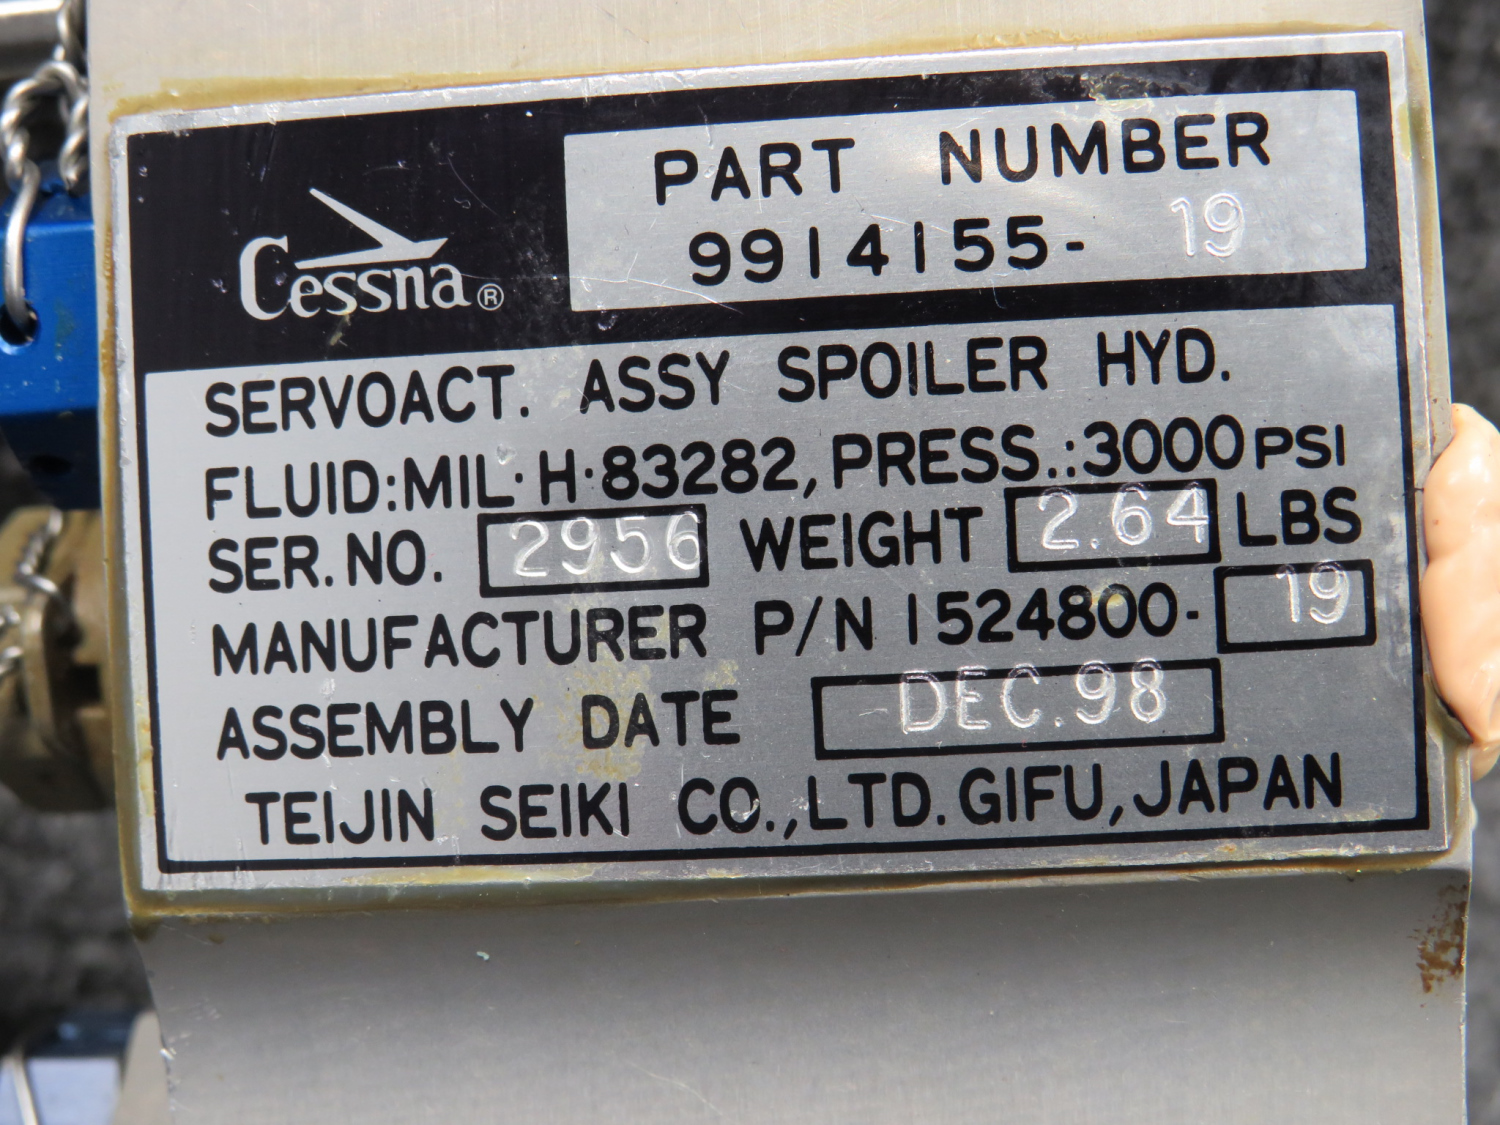 Cessna®
PART NUMBER
9914155- 19
SERVOACT. ASSY SPOILER HYD.
FLUID:MIL·H·83282, PRESS.:3000 PSI
SER. NO. 2956 WEIGHT 2.64 LBS
MANUFACTURER P/N 1524800- 19
ASSEMBLY DATE DEC.98
TEIJIN SEIKI CO., LTD. GIFU, JAPAN